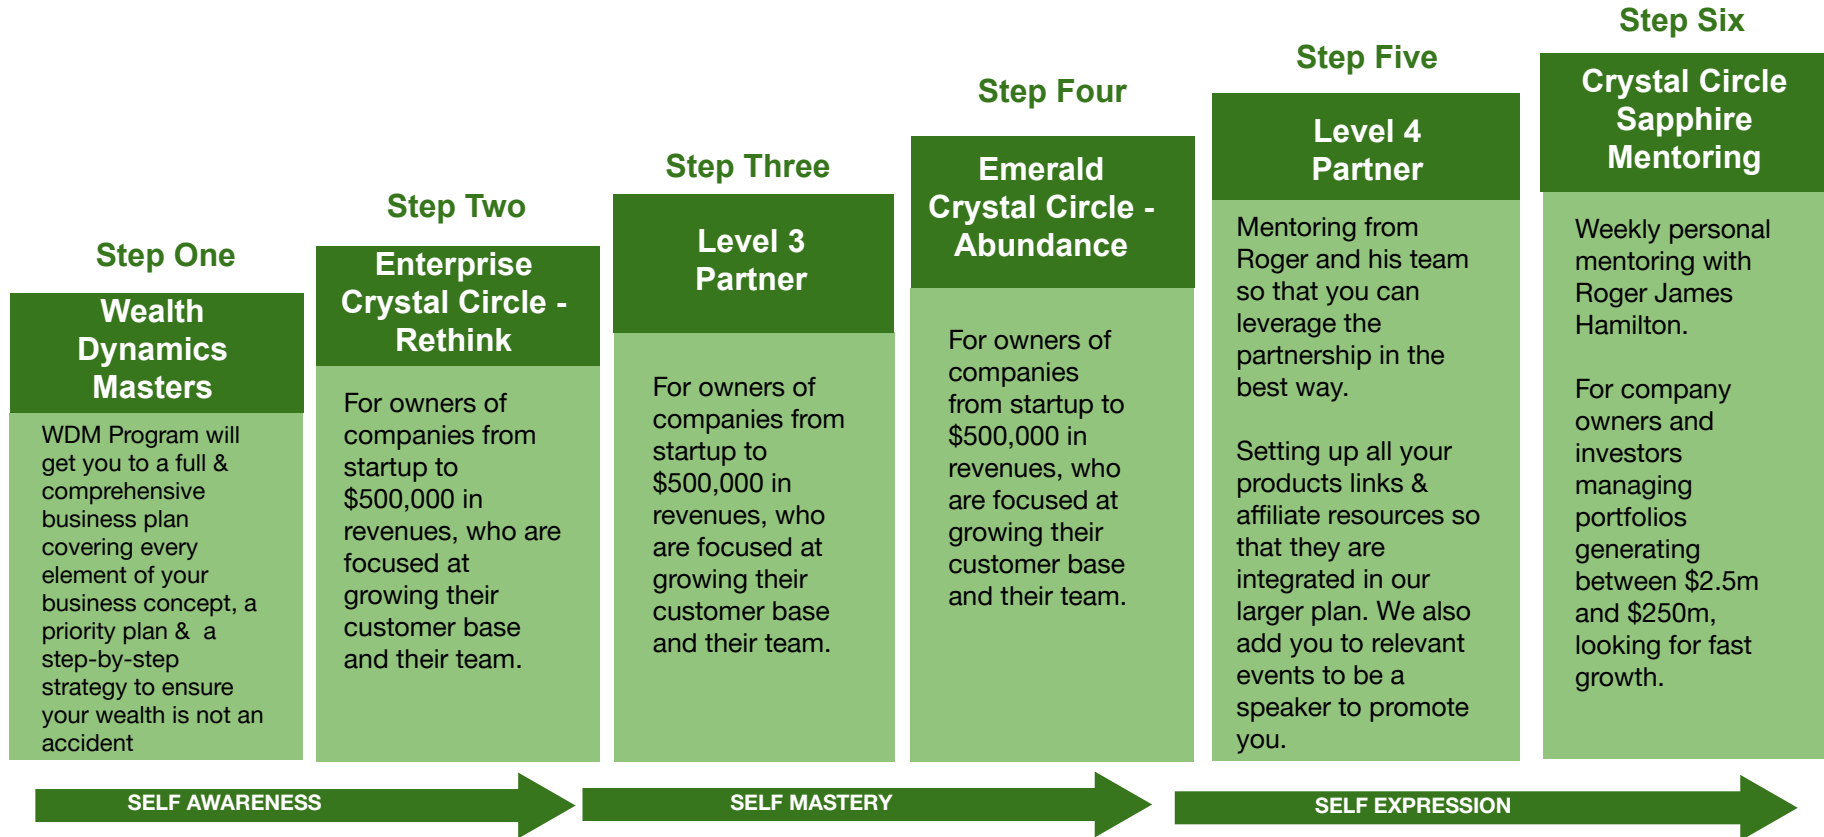 Step One
Wealth
Dynamics
Masters
WDM Program will
get you to a full &
comprehensive
business plan
covering every
element of your
business concept, a
priority plan &  a
step-by-step
strategy to ensure
your wealth is not an
accident
Step Two
Enterprise
Crystal Circle -
Rethink
For owners of
companies from
startup to
$500,000 in
revenues, who are
focused at
growing their
customer base
and their team.
Step Three
Level 3
Partner
For owners of
companies from
startup to
$500,000 in
revenues, who
are focused at
growing their
customer base
and their team.
Step Four
Emerald
Crystal Circle -
Abundance
For owners of
companies
from startup to
$500,000 in
revenues, who
are focused at
growing their
customer base
and their team.
Step Five
Level 4
Partner
Mentoring from
Roger and his team
so that you can
leverage the
partnership in the
best way.
Setting up all your
products links &
affiliate resources so
that they are
integrated in our
larger plan. We also
add you to relevant
events to be a
speaker to promote
you.
Step Six
Crystal Circle
Sapphire
Mentoring
Weekly personal
mentoring with
Roger James
Hamilton.
For company
owners and
investors
managing
portfolios
generating
between $2.5m
and $250m,
looking for fast
growth.
SELF AWARENESS
SELF MASTERY
SELF EXPRESSION